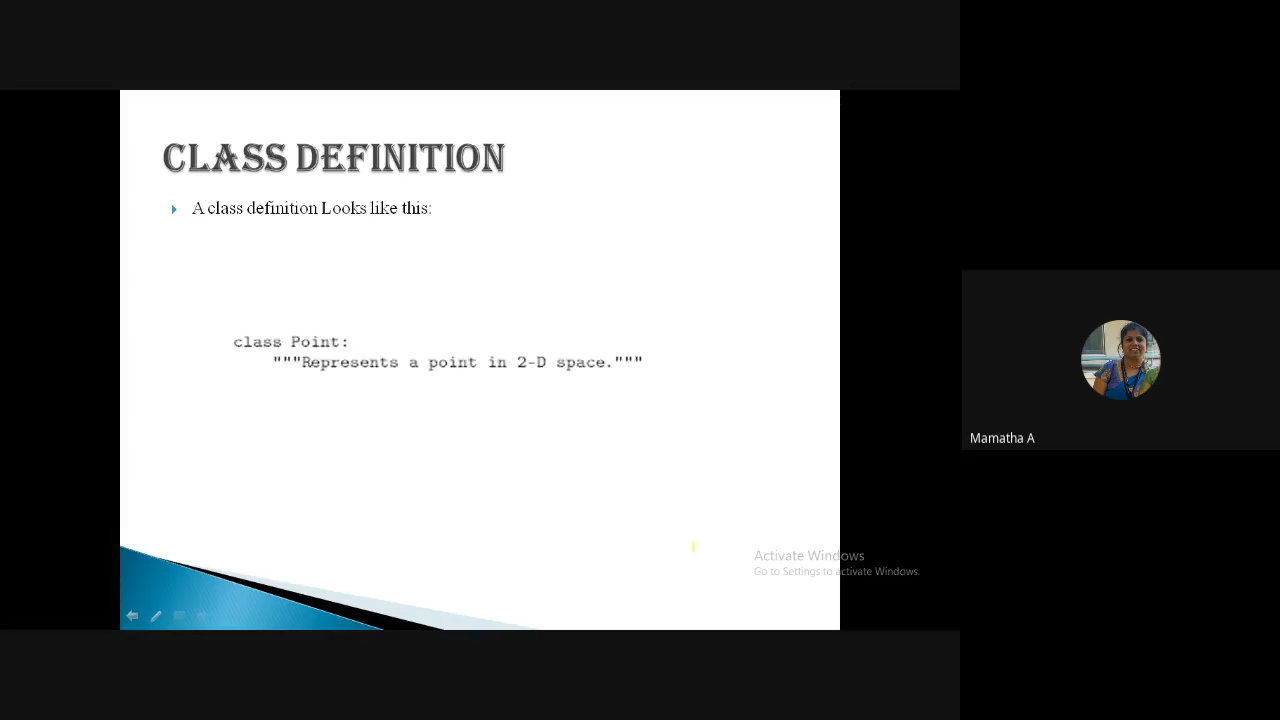 CLASS DEFINITION
A class definition Looks like this:
class Point:
"""Represents a point in 2-D space."""
Mamatha A
Activate Windows
Go to Settings to activate Windows.